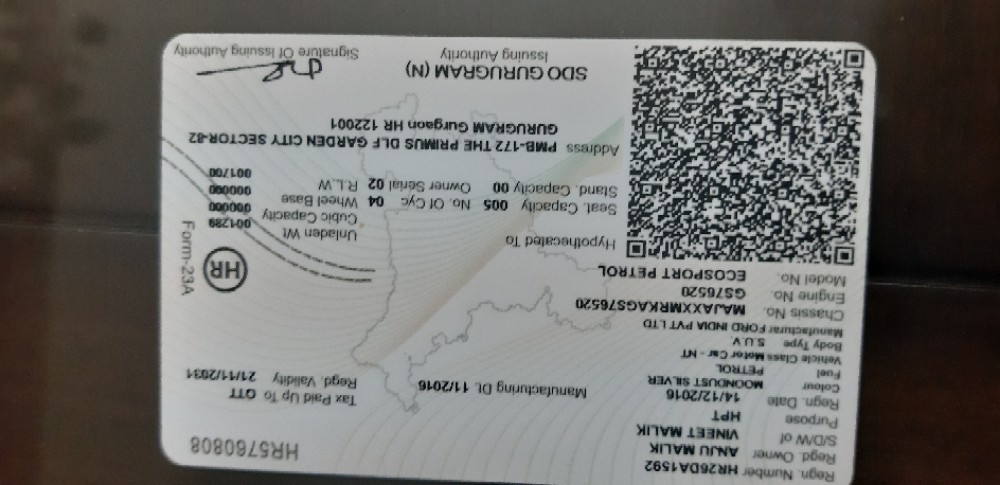 HR5760808
Regn. Number HR26DA1592
Regd. Owner ANJU MALIK
S/D/W of VINEET MALIK
Purpose HPT
Regn. Date 14/12/2016
Colour MOONDUST SILVER
Fuel PETROL
Vehicle Class Motor Car - NT
Body Type S.U.V.
Manufacturar FORD INDIA PVT LTD
Chassis No. MAJAXXMRKAGS76520
Engine No. GS76520
Model No. ECOSPORT PETROL
Tax Paid Up To OTT
Manufacturing Dt. 11/2016
Regd. Validity 21/11/2031
Form-23A
HR
Hypothecated To
Unladen Wt 001289
Cubic Capacity 000000
Seat. Capacity 005 No. Of Cyc 04 Wheel Base 000000
Stand. Capacity 00 Owner Serial 02 R.L.W 001700
Address PMB-172 THE PRIMUS DLF GARDEN CITY SECTOR-82
GURUGRAM Gurgaon HR 122001
SDO GURUGRAM (N)
Issuing Authority
Signature Of Issuing Authority